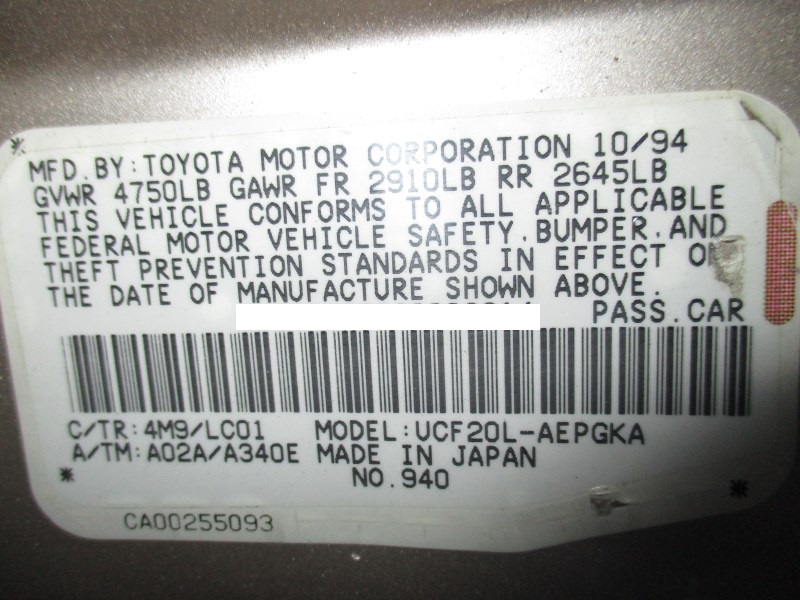 MFD.BY:TOYOTA MOTOR CORPORATION 10/94
GVWR 4750LB GAWR FR 2910LB RR 2645LB
THIS VEHICLE CONFORMS TO ALL APPLICABLE
FEDERAL MOTOR VEHICLE SAFETY.BUMPER.AND
THEFT PREVENTION STANDARDS IN EFFECT
THE DATE OF MANUFACTURE SHOWN ABOVE.
PASS.CAR
C/TR:4M9/LC01 MODEL:UCF20L-AEPGKA
A/TM:A02A/A340E MADE IN JAPAN
NO.940
CA00255093